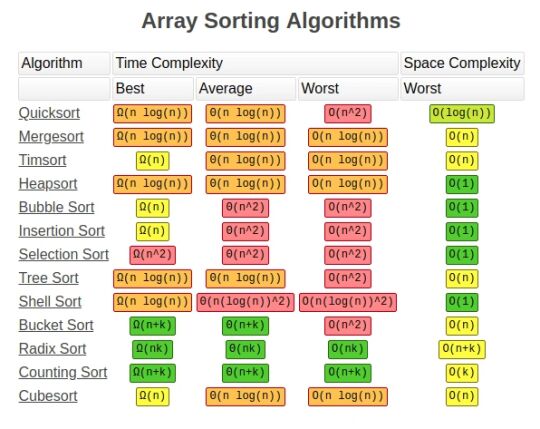 Array Sorting Algorithms
Algorithm Time Complexity Space Complexity
Best Average Worst Worst
Quicksort Ω(n log(n)) Θ(n log(n)) O(n^2) O(log(n))
Mergesort Ω(n log(n)) Θ(n log(n)) O(n log(n)) O(n)
Timsort Ω(n) Θ(n log(n)) O(n log(n)) O(n)
Heapsort Ω(n log(n)) Θ(n log(n)) O(n log(n)) O(1)
Bubble Sort Ω(n) Θ(n^2) O(n^2) O(1)
Insertion Sort Ω(n) Θ(n^2) O(n^2) O(1)
Selection Sort Ω(n^2) Θ(n^2) O(n^2) O(1)
Tree Sort Ω(n log(n)) Θ(n log(n)) O(n^2) O(n)
Shell Sort Ω(n log(n)) Θ(n(log(n))^2) O(n(log(n))^2) O(1)
Bucket Sort Ω(n+k) Θ(n+k) O(n^2) O(n)
Radix Sort Ω(nk) Θ(nk) O(nk) O(n+k)
Counting Sort Ω(n+k) Θ(n+k) O(n+k) O(k)
Cubesort Ω(n) Θ(n log(n)) O(n log(n)) O(n)